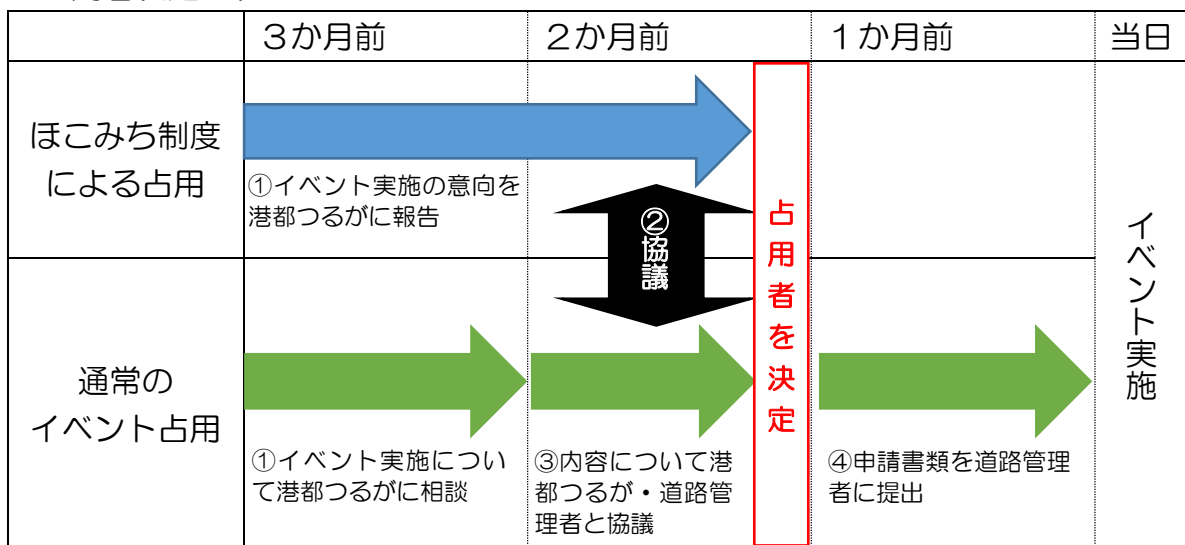 ３か月前
２か月前
１か月前
当日
ほこみち制度
による占用
①イベント実施の意向を
港都つるがに報告
②協議
占用者を決定
イベント実施
通常の
イベント占用
①イベント実施につい
て港都つるがに相談
③内容について港
都つるが・道路管
理者と協議
④申請書類を道路管理
者に提出